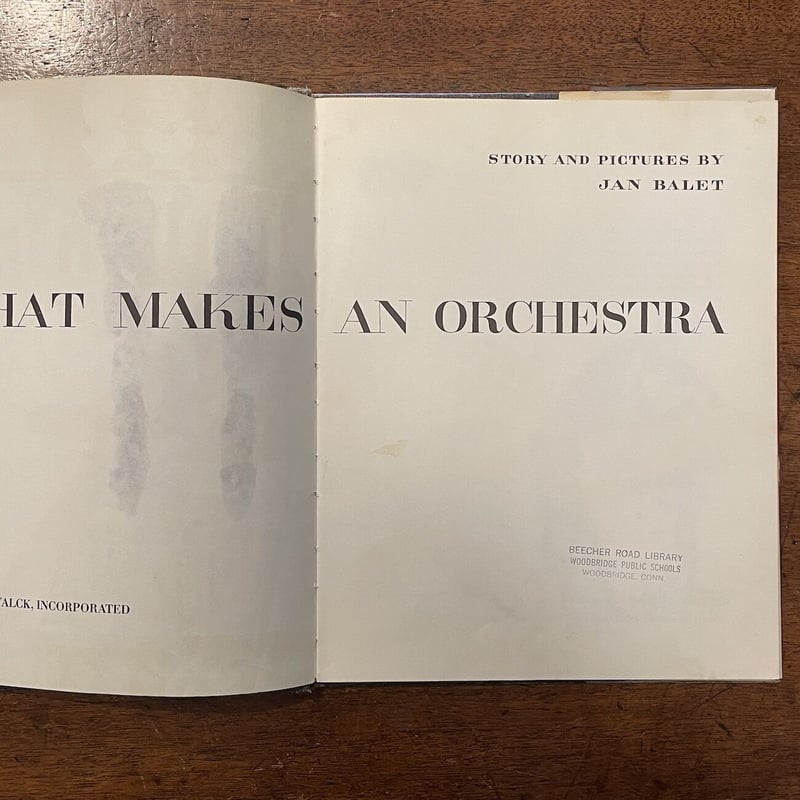 STORY AND PICTURES BY
JAN BALET
HAT MAKES AN ORCHESTRA
BEECHER ROAD LIBRARY
WOODBRIDGE PUBLIC SCHOOLS
WOODBRIDGE, CONN.
ALCK, INCORPORATED